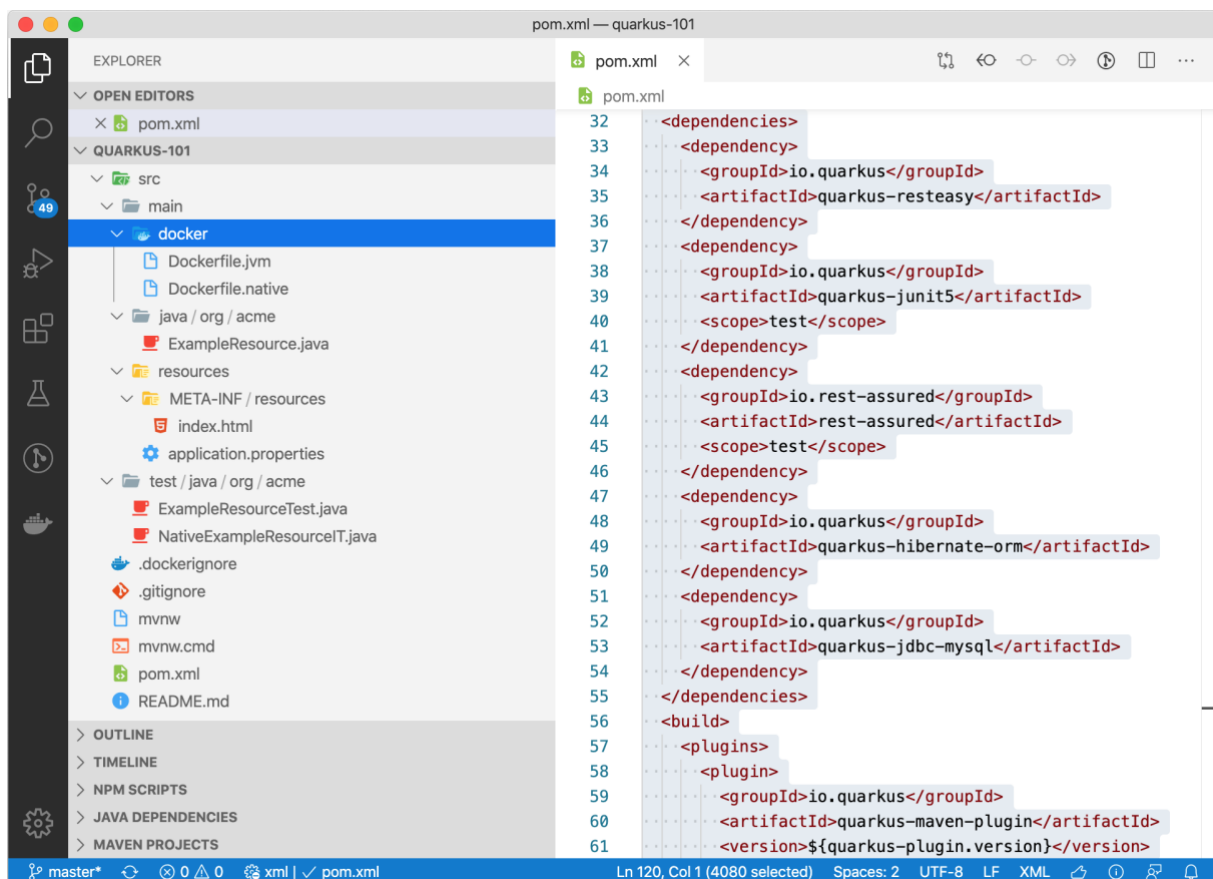 pom.xml — quarkus-101
EXPLORER
OPEN EDITORS
pom.xml
QUARKUS-101
src
main
docker
Dockerfile.jvm
Dockerfile.native
java / org / acme
ExampleResource.java
resources
META-INF / resources
index.html
application.properties
test / java / org / acme
ExampleResourceTest.java
NativeExampleResourceIT.java
.dockerignore
.gitignore
mvnw
mvnw.cmd
pom.xml
README.md
OUTLINE
TIMELINE
NPM SCRIPTS
JAVA DEPENDENCIES
MAVEN PROJECTS
49
pom.xml
pom.xml
32 <dependencies>
33 <dependency>
34 <groupId>io.quarkus</groupId>
35 <artifactId>quarkus-resteasy</artifactId>
36 </dependency>
37 <dependency>
38 <groupId>io.quarkus</groupId>
39 <artifactId>quarkus-junit5</artifactId>
40 <scope>test</scope>
41 </dependency>
42 <dependency>
43 <groupId>io.rest-assured</groupId>
44 <artifactId>rest-assured</artifactId>
45 <scope>test</scope>
46 </dependency>
47 <dependency>
48 <groupId>io.quarkus</groupId>
49 <artifactId>quarkus-hibernate-orm</artifactId>
50 </dependency>
51 <dependency>
52 <groupId>io.quarkus</groupId>
53 <artifactId>quarkus-jdbc-mysql</artifactId>
54 </dependency>
55 </dependencies>
56 <build>
57 <plugins>
58 <plugin>
59 <groupId>io.quarkus</groupId>
60 <artifactId>quarkus-maven-plugin</artifactId>
61 <version>${quarkus-plugin.version}</version>
master* 0 0 xml | ✓ pom.xml Ln 120, Col 1 (4080 selected) Spaces: 2 UTF-8 LF XML